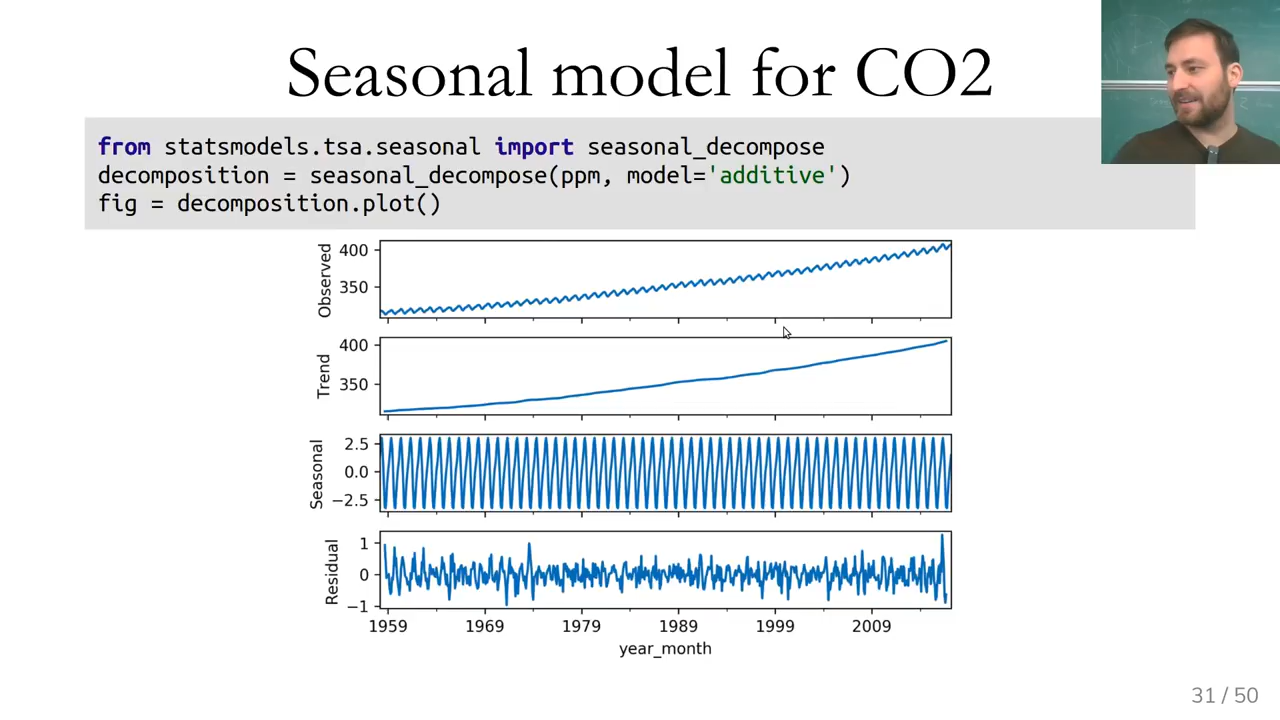 Seasonal model for CO2
from statsmodels.tsa.seasonal import seasonal_decompose
decomposition = seasonal_decompose(ppm, model='additive')
fig = decomposition.plot()
Observed
400
350
Trend
400
350
Seasonal
2.5
0.0
−2.5
Residual
1
0
−1
1959 1969 1979 1989 1999 2009
year_month
31 / 50